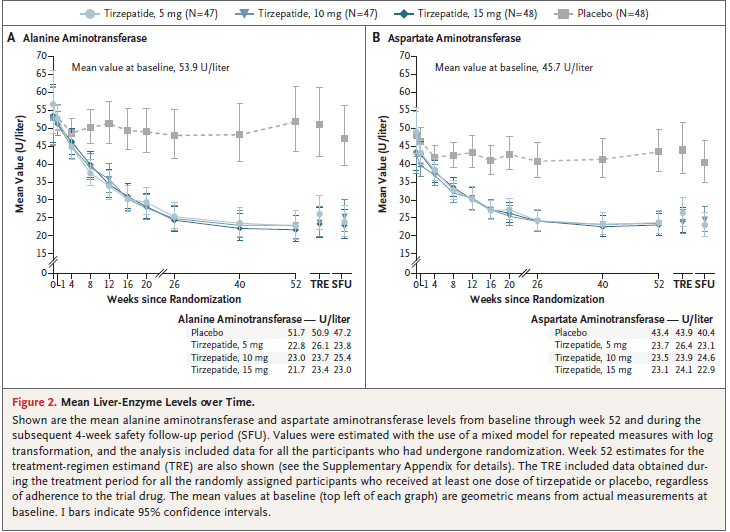 Tirzepatide, 5 mg (N=47) Tirzepatide, 10 mg (N=47) Tirzepatide, 15 mg (N=48) Placebo (N=48)
A Alanine Aminotransferase
Mean value at baseline, 53.9 U/liter
Mean Value (U/liter)
70
65
60
55
50
45
40
35
30
25
20
15
0
0 1 4 8 12 16 20 26 40 52 TRE SFU
Weeks since Randomization
Alanine Aminotransferase — U/liter
Placebo 51.7 50.9 47.2
Tirzepatide, 5 mg 22.8 26.1 23.8
Tirzepatide, 10 mg 23.0 23.7 25.4
Tirzepatide, 15 mg 21.7 23.4 23.0
B Aspartate Aminotransferase
Mean value at baseline, 45.7 U/liter
Mean Value (U/liter)
70
65
60
55
50
45
40
35
30
25
20
15
0
0 1 4 8 12 16 20 26 40 52 TRE SFU
Weeks since Randomization
Aspartate Aminotransferase — U/liter
Placebo 43.4 43.9 40.4
Tirzepatide, 5 mg 23.7 26.4 23.1
Tirzepatide, 10 mg 23.5 23.9 24.6
Tirzepatide, 15 mg 23.1 24.1 22.9
Figure 2. Mean Liver-Enzyme Levels over Time.
Shown are the mean alanine aminotransferase and aspartate aminotransferase levels from baseline through week 52 and during the
subsequent 4-week safety follow-up period (SFU). Values were estimated with the use of a mixed model for repeated measures with log
transformation, and the analysis included data for all the participants who had undergone randomization. Week 52 estimates for the
treatment-regimen estimand (TRE) are also shown (see the Supplementary Appendix for details). The TRE included data obtained dur-
ing the treatment period for all the randomly assigned participants who received at least one dose of tirzepatide or placebo, regardless
of adherence to the trial drug. The mean values at baseline (top left of each graph) are geometric means from actual measurements at
baseline. I bars indicate 95% confidence intervals.